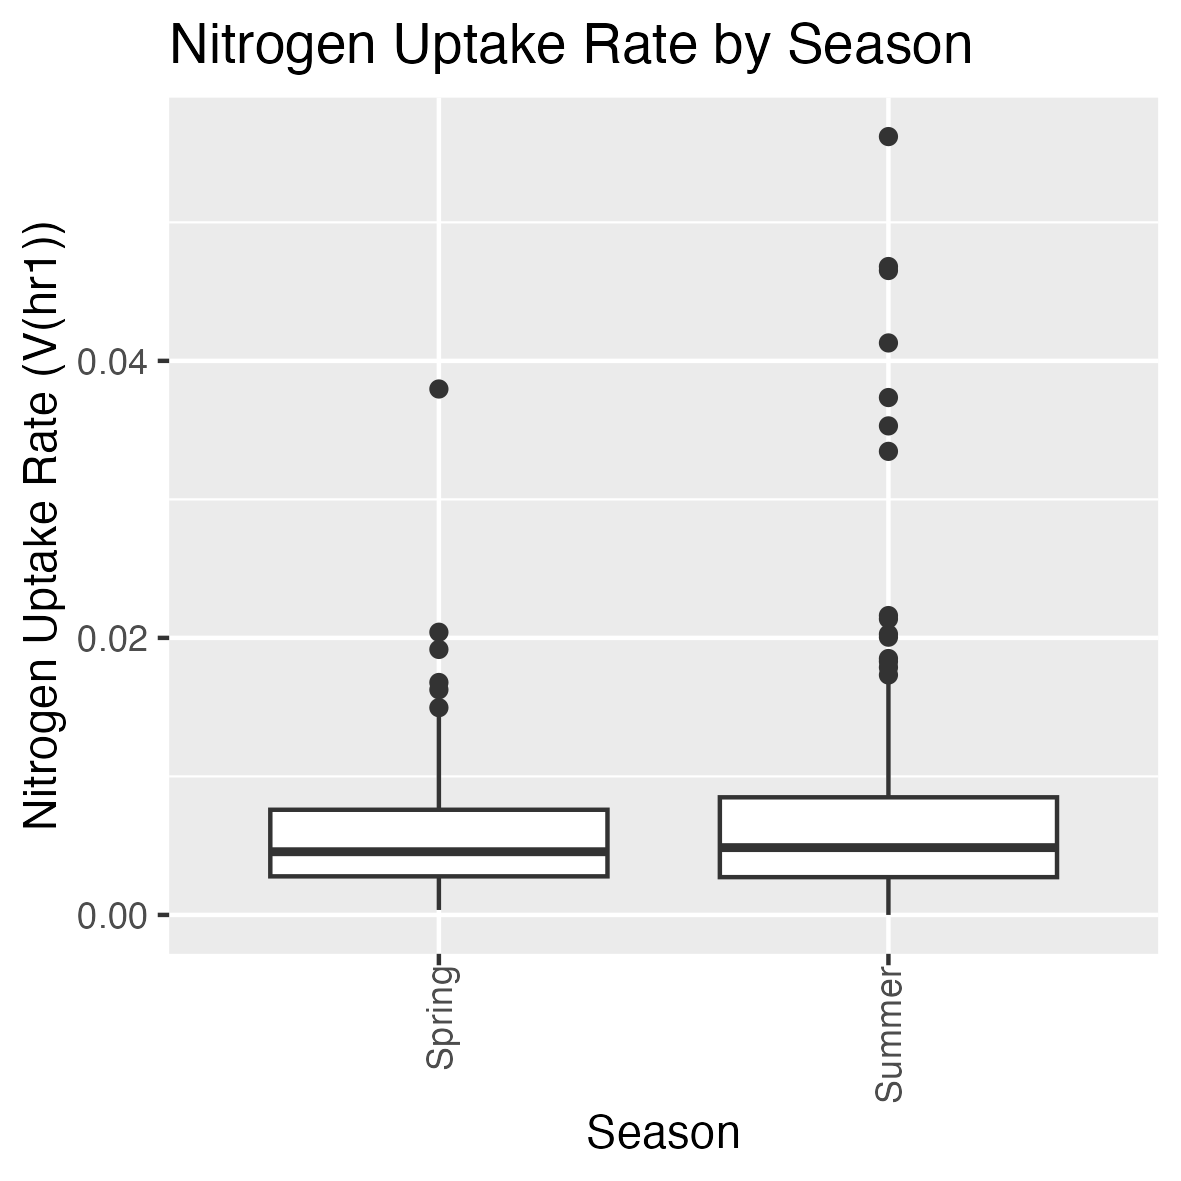 Nitrogen Uptake Rate by Season
Nitrogen Uptake Rate (V(hr1))
0.04
0.02
0.00
Spring
Summer
Season